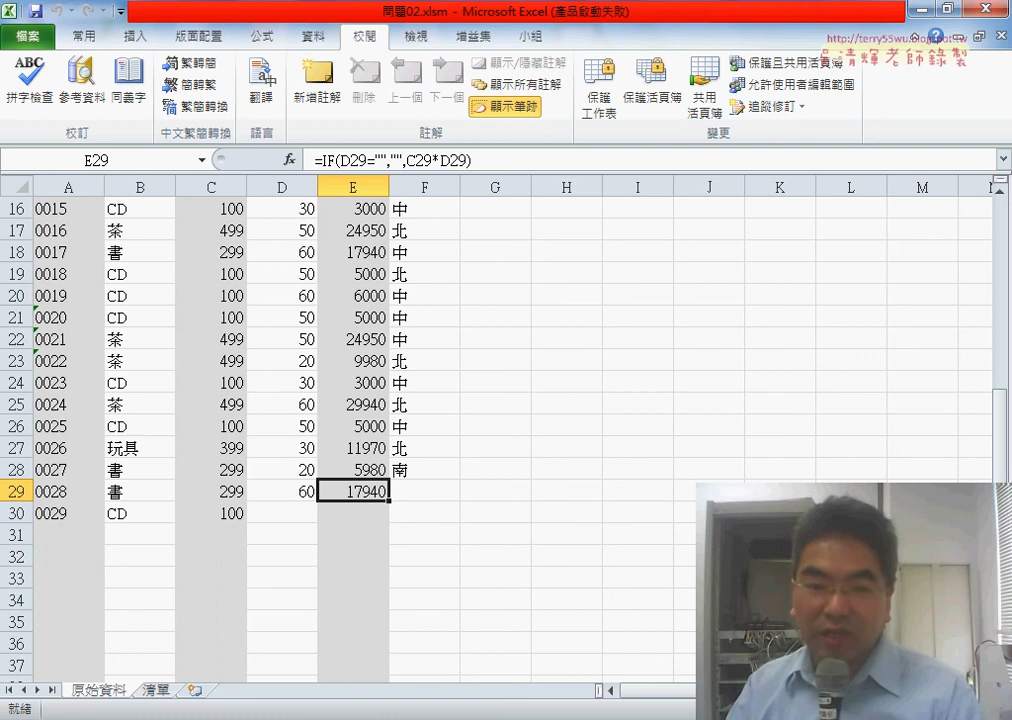 問題02.xlsm - Microsoft Excel (產品啟動失敗)
檔案 常用 插入 版面配置 公式 資料 校閱 檢視 增益集 小組
http://terry55wu.blogspot.tw
吳清輝老師錄製
ABC 拼字檢查 參考資料 同義字
校訂
繁轉簡
簡轉繁
繁簡轉換
中文繁簡轉換
翻譯
語言
新增註解 刪除 上一個 下一個
顯示/隱藏註解
顯示所有註解
顯示筆跡
註解
保護工作表 保護活頁簿 共用活頁簿
保護且共用活頁簿
允許使用者編輯範圍
追蹤修訂
變更
E29 fx =IF(D29="","",C29*D29)
A B C D E F G H I J K L M
16 0015 CD 100 30 3000 中
17 0016 茶 499 50 24950 北
18 0017 書 299 60 17940 中
19 0018 CD 100 50 5000 北
20 0019 CD 100 60 6000 中
21 0020 CD 100 50 5000 中
22 0021 茶 499 50 24950 中
23 0022 茶 499 20 9980 北
24 0023 CD 100 30 3000 中
25 0024 茶 499 60 29940 北
26 0025 CD 100 50 5000 中
27 0026 玩具 399 30 11970 北
28 0027 書 299 20 5980 南
29 0028 書 299 60 17940
30 0029 CD 100
31
32
33
34
35
36
37
原始資料 清單
就緒